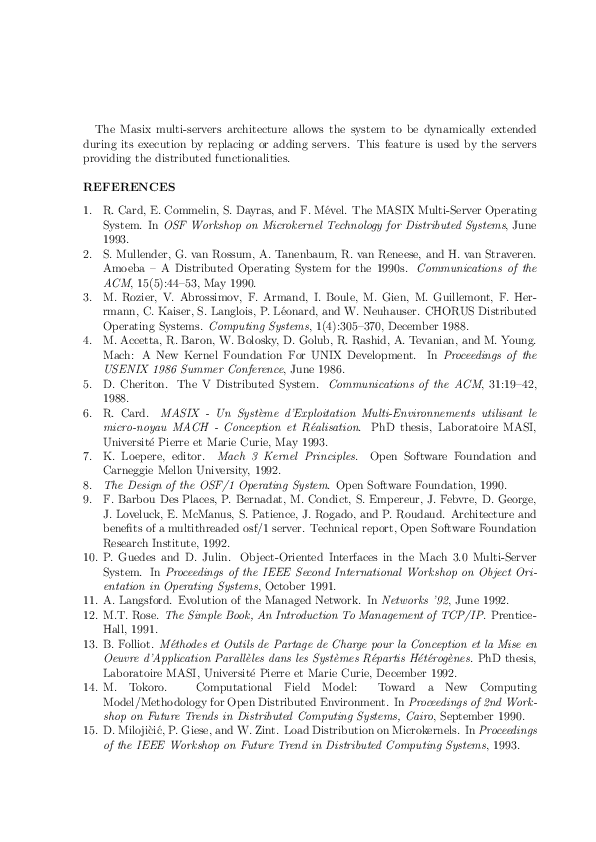 The Masix multi-servers architecture allows the system to be dynamically extended
during its execution by replacing or adding servers. This feature is used by the servers
providing the distributed functionalities.
REFERENCES
1. R. Card, E. Commelin, S. Dayras, and F. Mével. The MASIX Multi-Server Operating
System. In OSF Workshop on Microkernel Technology for Distributed Systems, June
1993.
2. S. Mullender, G. van Rossum, A. Tanenbaum, R. van Reneese, and H. van Straveren.
Amoeba – A Distributed Operating System for the 1990s. Communications of the
ACM, 15(5):44–53, May 1990.
3. M. Rozier, V. Abrossimov, F. Armand, I. Boule, M. Gien, M. Guillemont, F. Her-
rmann, C. Kaiser, S. Langlois, P. Léonard, and W. Neuhauser. CHORUS Distributed
Operating Systems. Computing Systems, 1(4):305–370, December 1988.
4. M. Accetta, R. Baron, W. Bolosky, D. Golub, R. Rashid, A. Tevanian, and M. Young.
Mach: A New Kernel Foundation For UNIX Development. In Proceedings of the
USENIX 1986 Summer Conference, June 1986.
5. D. Cheriton. The V Distributed System. Communications of the ACM, 31:19–42,
1988.
6. R. Card. MASIX - Un Système d'Exploitation Multi-Environnements utilisant le
micro-noyau MACH - Conception et Réalisation. PhD thesis, Laboratoire MASI,
Université Pierre et Marie Curie, May 1993.
7. K. Loepere, editor. Mach 3 Kernel Principles. Open Software Foundation and
Carneggie Mellon University, 1992.
8. The Design of the OSF/1 Operating System. Open Software Foundation, 1990.
9. F. Barbou Des Places, P. Bernadat, M. Condict, S. Empereur, J. Febvre, D. George,
J. Loveluck, E. McManus, S. Patience, J. Rogado, and P. Roudaud. Architecture and
benefits of a multithreaded osf/1 server. Technical report, Open Software Foundation
Research Institute, 1992.
10. P. Guedes and D. Julin. Object-Oriented Interfaces in the Mach 3.0 Multi-Server
System. In Proceedings of the IEEE Second International Workshop on Object Ori-
entation in Operating Systems, October 1991.
11. A. Langsford. Evolution of the Managed Network. In Networks '92, June 1992.
12. M.T. Rose. The Simple Book, An Introduction To Management of TCP/IP. Prentice-
Hall, 1991.
13. B. Folliot. Méthodes et Outils de Partage de Charge pour la Conception et la Mise en
Oeuvre d'Application Parallèles dans les Systèmes Répartis Hétérogènes. PhD thesis,
Laboratoire MASI, Université Pierre et Marie Curie, December 1992.
14. M. Tokoro. Computational Field Model: Toward a New Computing
Model/Methodology for Open Distributed Environment. In Proceedings of 2nd Work-
shop on Future Trends in Distributed Computing Systems, Cairo, September 1990.
15. D. Milojičić, P. Giese, and W. Zint. Load Distribution on Microkernels. In Proceedings
of the IEEE Workshop on Future Trend in Distributed Computing Systems, 1993.